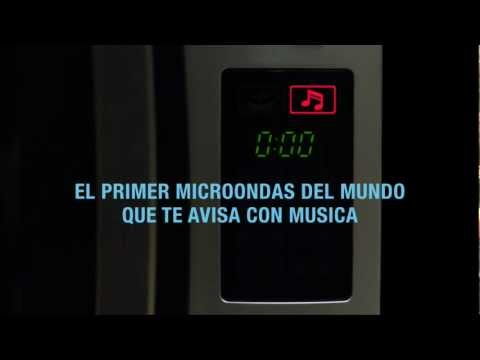 0:00
EL PRIMER MICROONDAS DEL MUNDO
QUE TE AVISA CON MUSICA